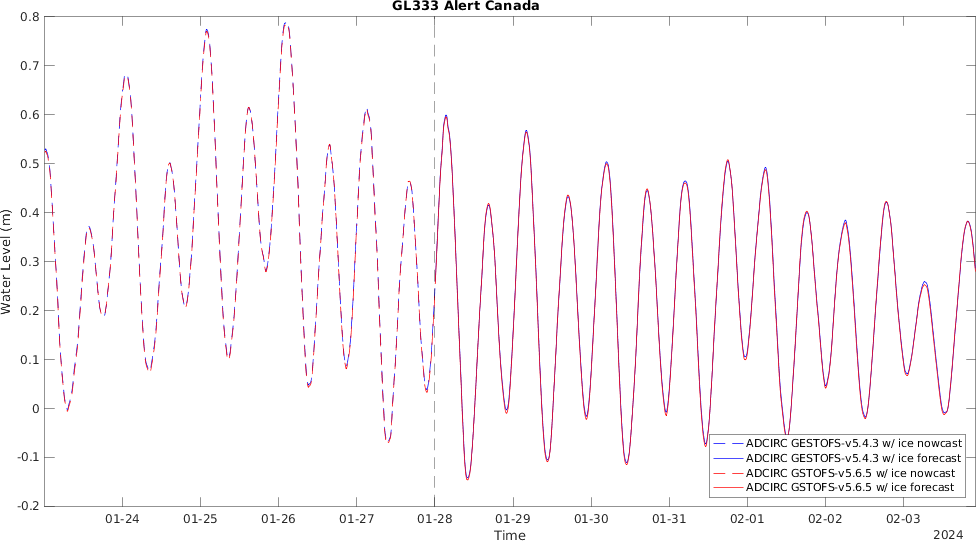 GL333 Alert Canada
0.8
0.7
0.6
0.5
0.4
0.3
0.2
0.1
0
-0.1
-0.2
Water Level (m)
ADCIRC GESTOFS-v5.4.3 w/ ice nowcast
ADCIRC GESTOFS-v5.4.3 w/ ice forecast
ADCIRC GSTOFS-v5.6.5 w/ ice nowcast
ADCIRC GSTOFS-v5.6.5 w/ ice forecast
01-24 01-25 01-26 01-27 01-28 01-29 01-30 01-31 02-01 02-02 02-03
Time
2024